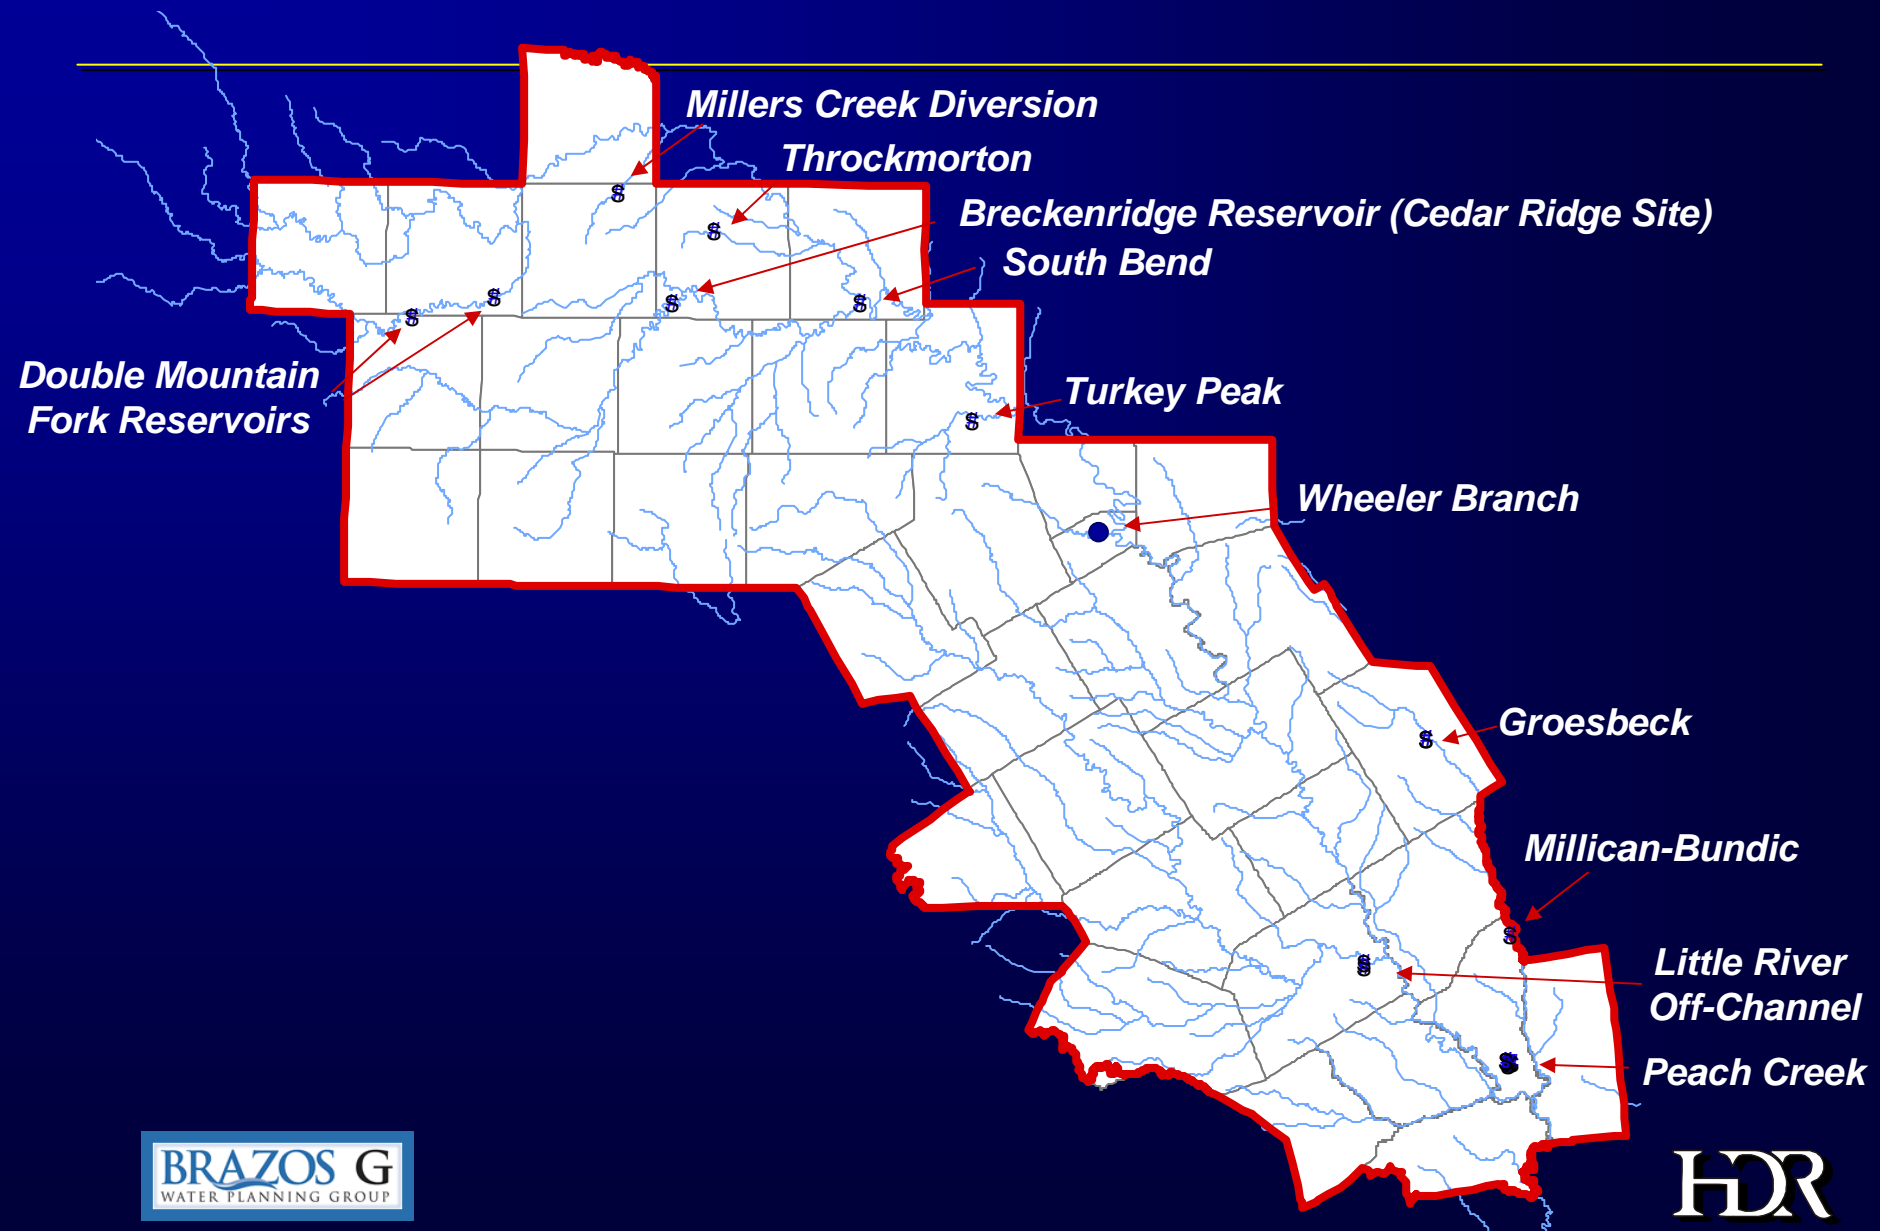 Millers Creek Diversion
Throckmorton
Breckenridge Reservoir (Cedar Ridge Site)
South Bend
Double Mountain
Fork Reservoirs
Turkey Peak
Wheeler Branch
Groesbeck
Millican-Bundic
Little River
Off-Channel
Peach Creek
BRAZOS G
WATER PLANNING GROUP
HDR